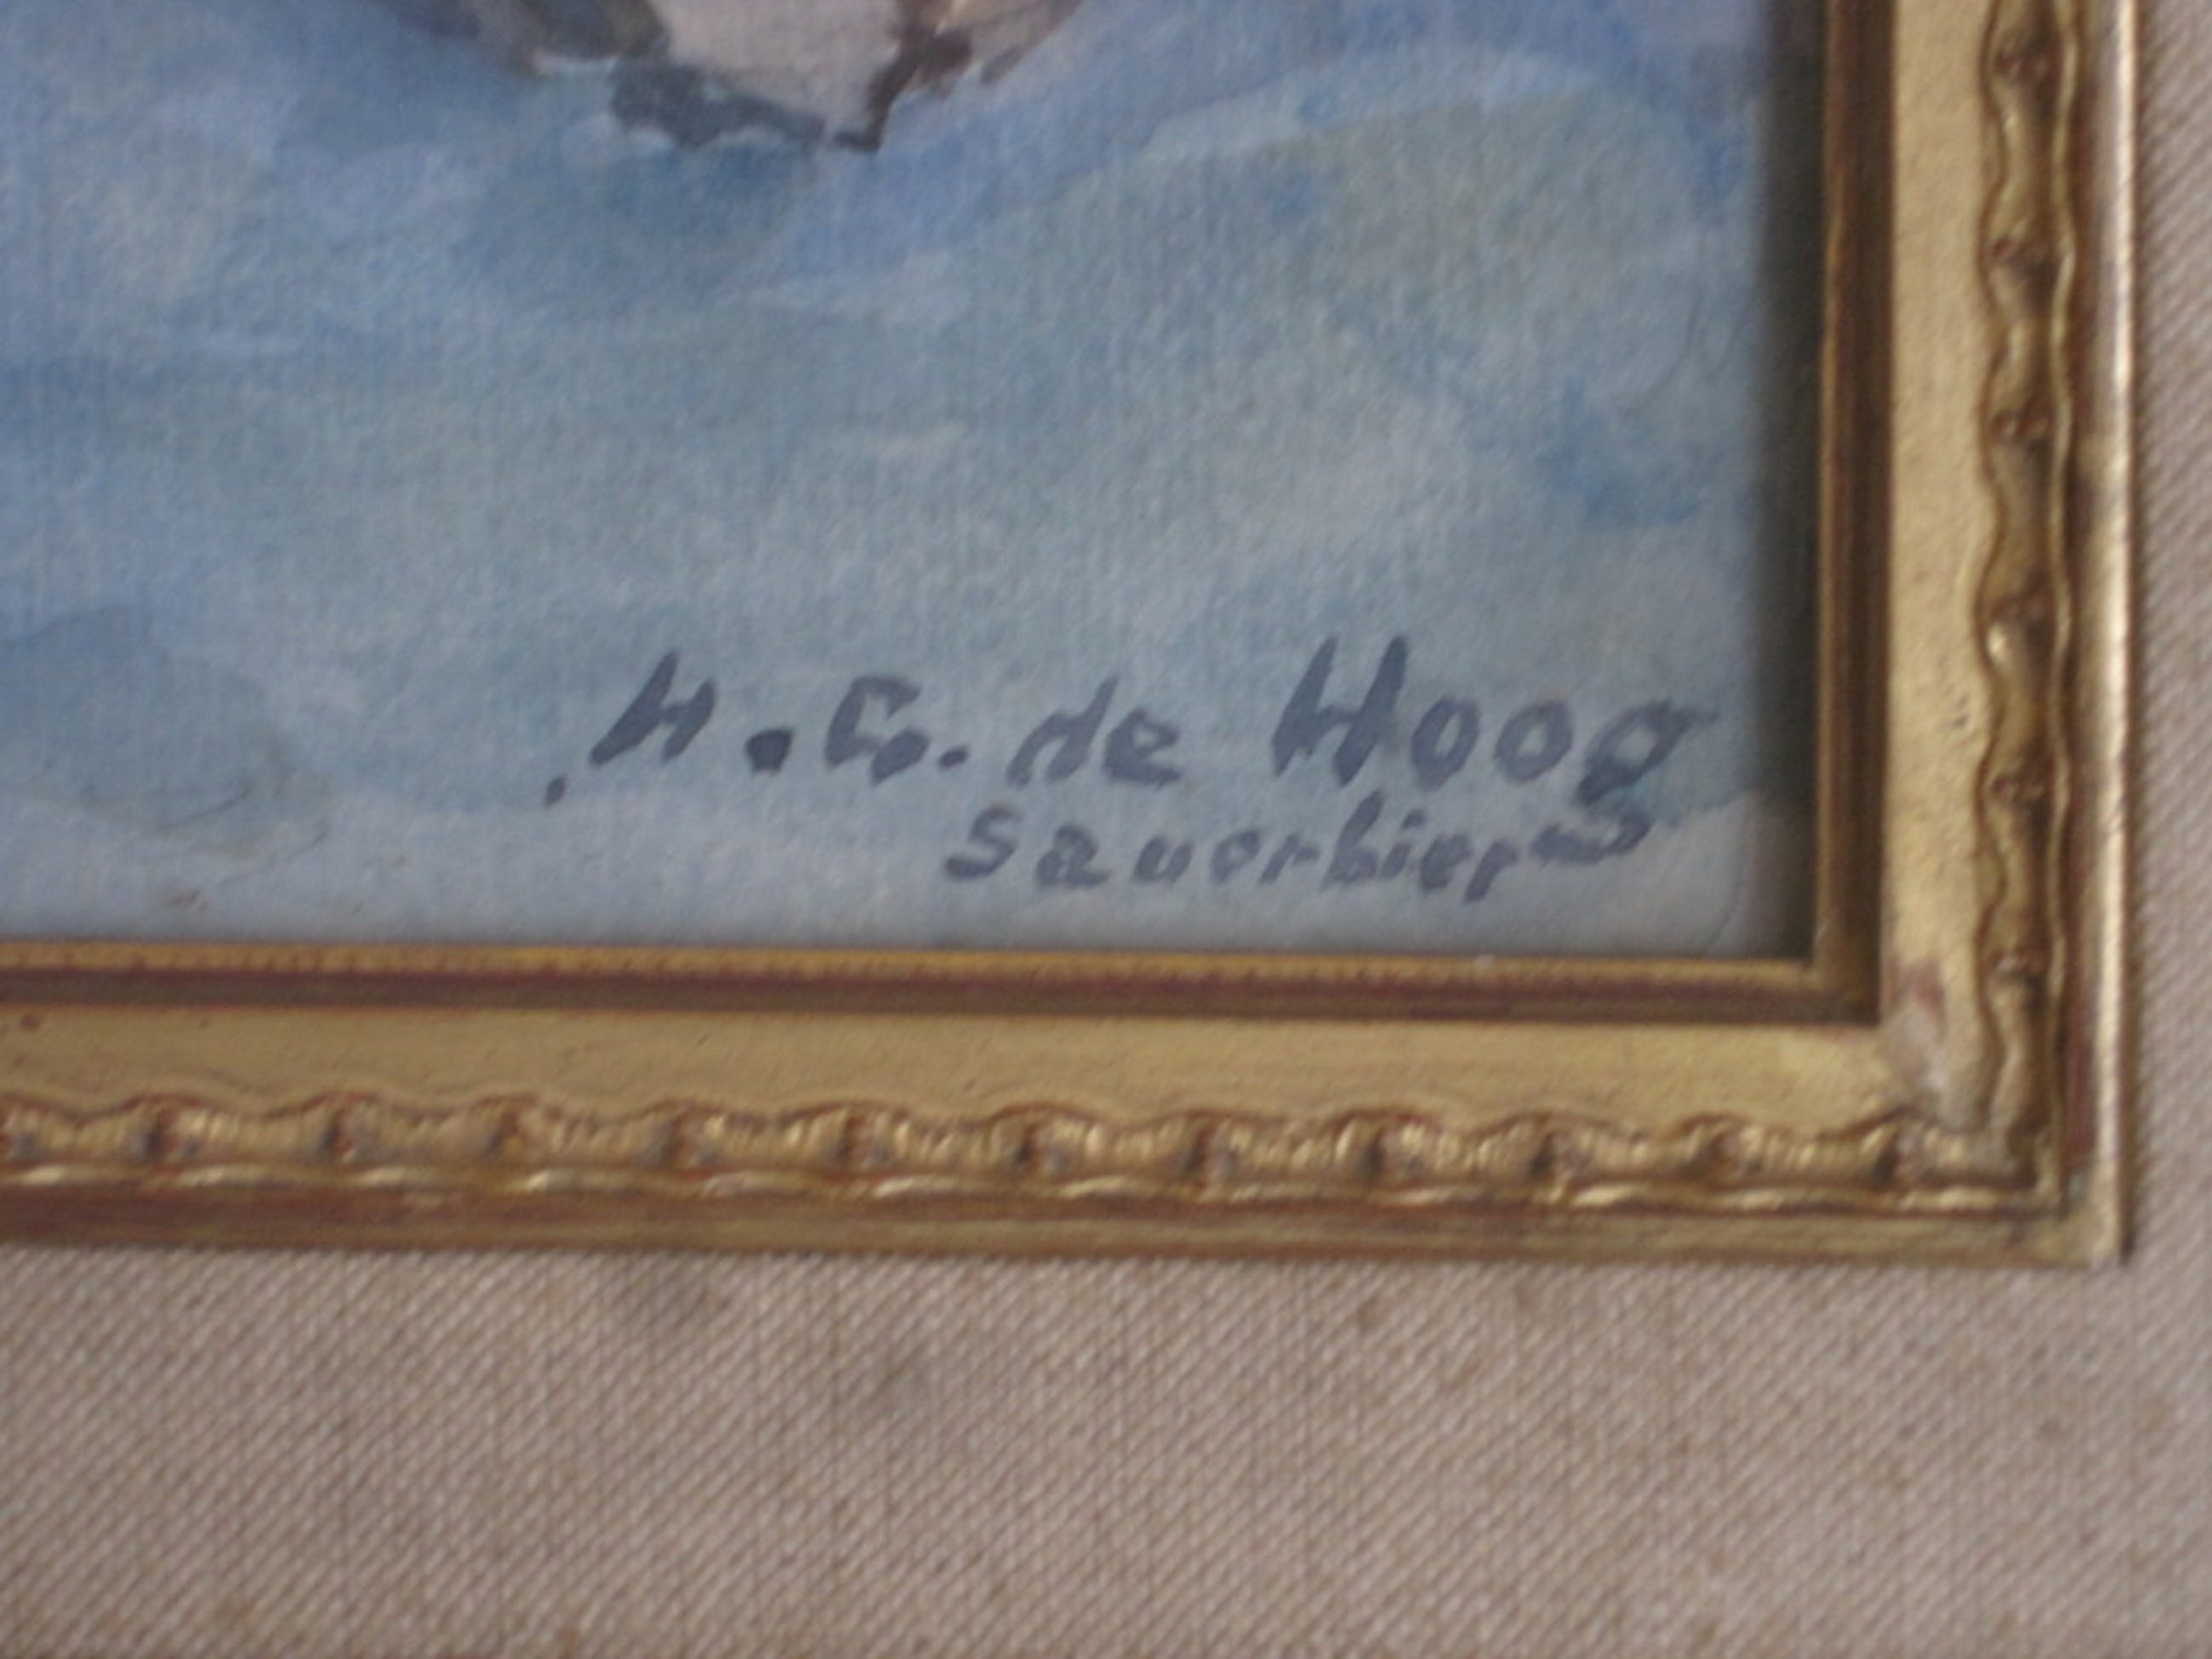 H.G. de Hoog
Sauerbier